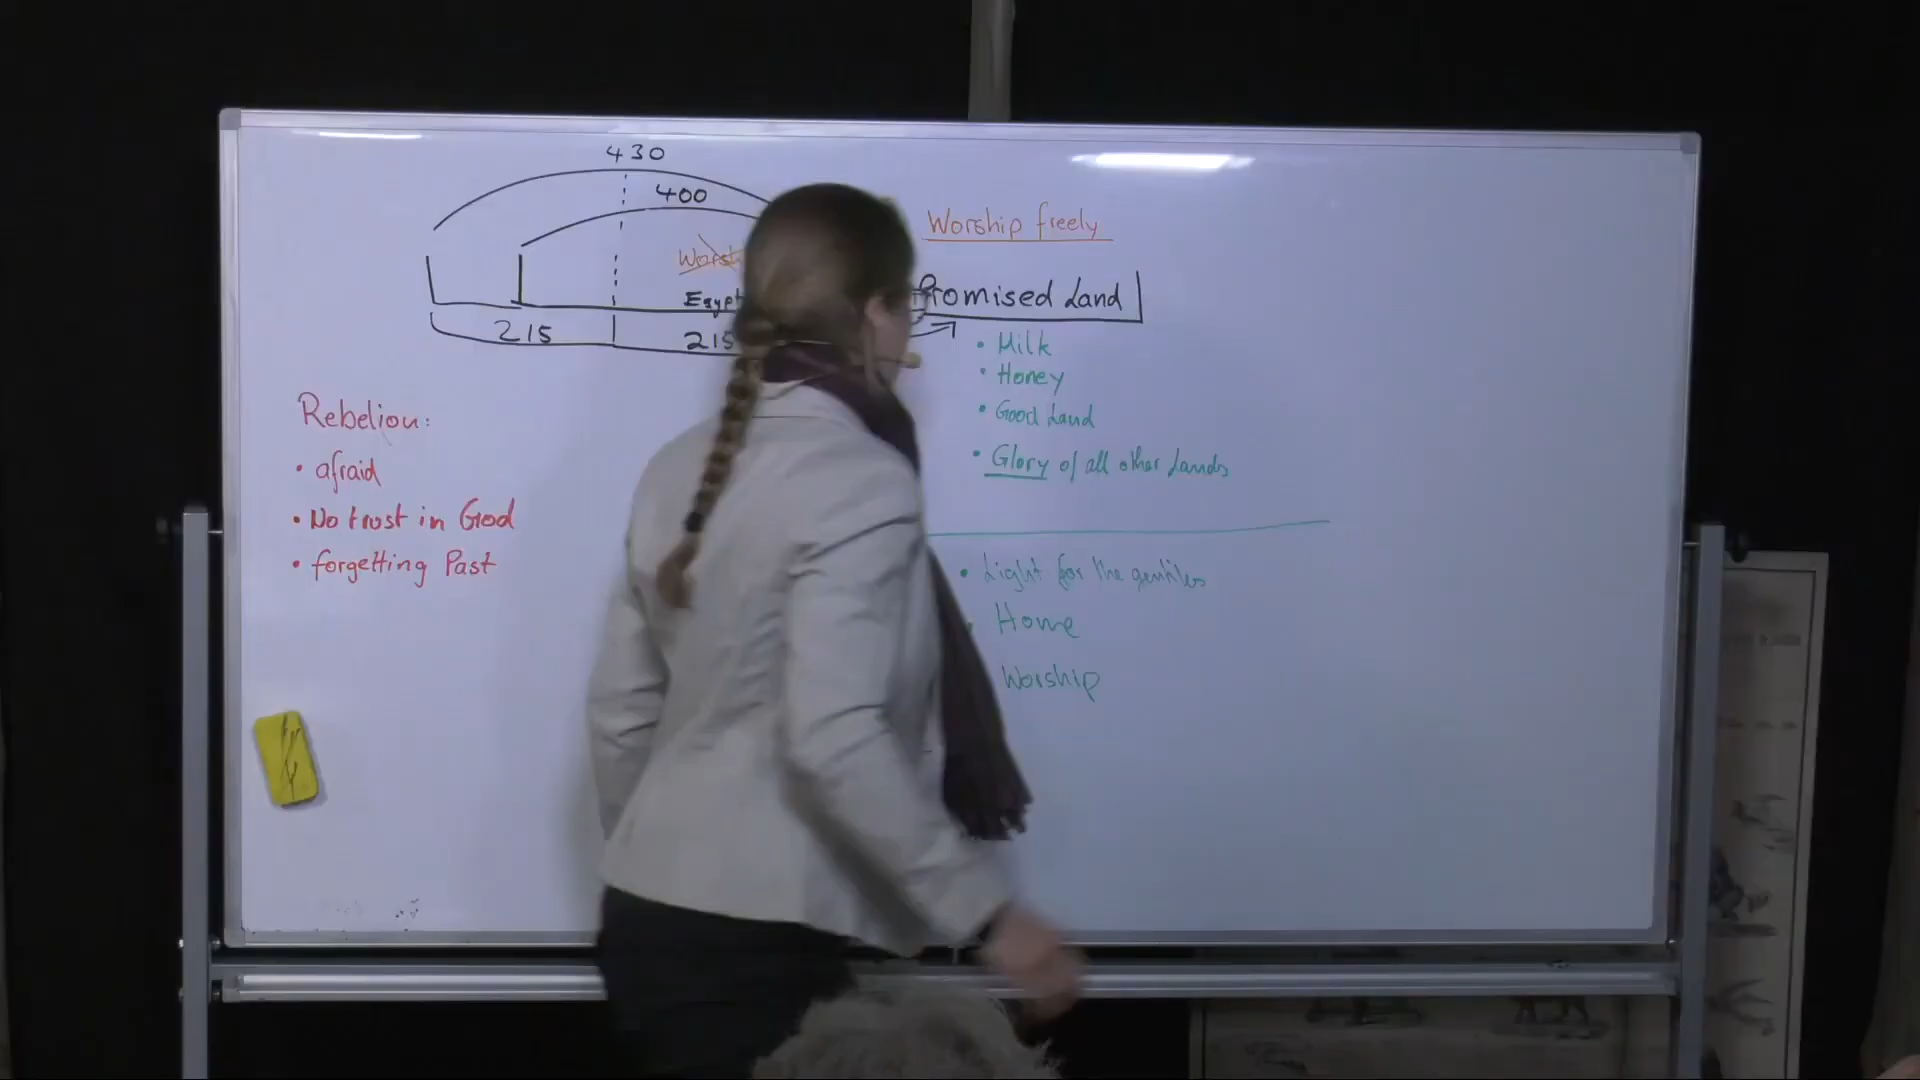 430
400
Worship freely
Egypt
Promised Land
215
215
• Milk
• Honey
• Good Land
• Glory of all other Lands
Rebeliou:
• afraid
• No trust in God
• forgetting Past
• Light for the gentiles
Home
Worship